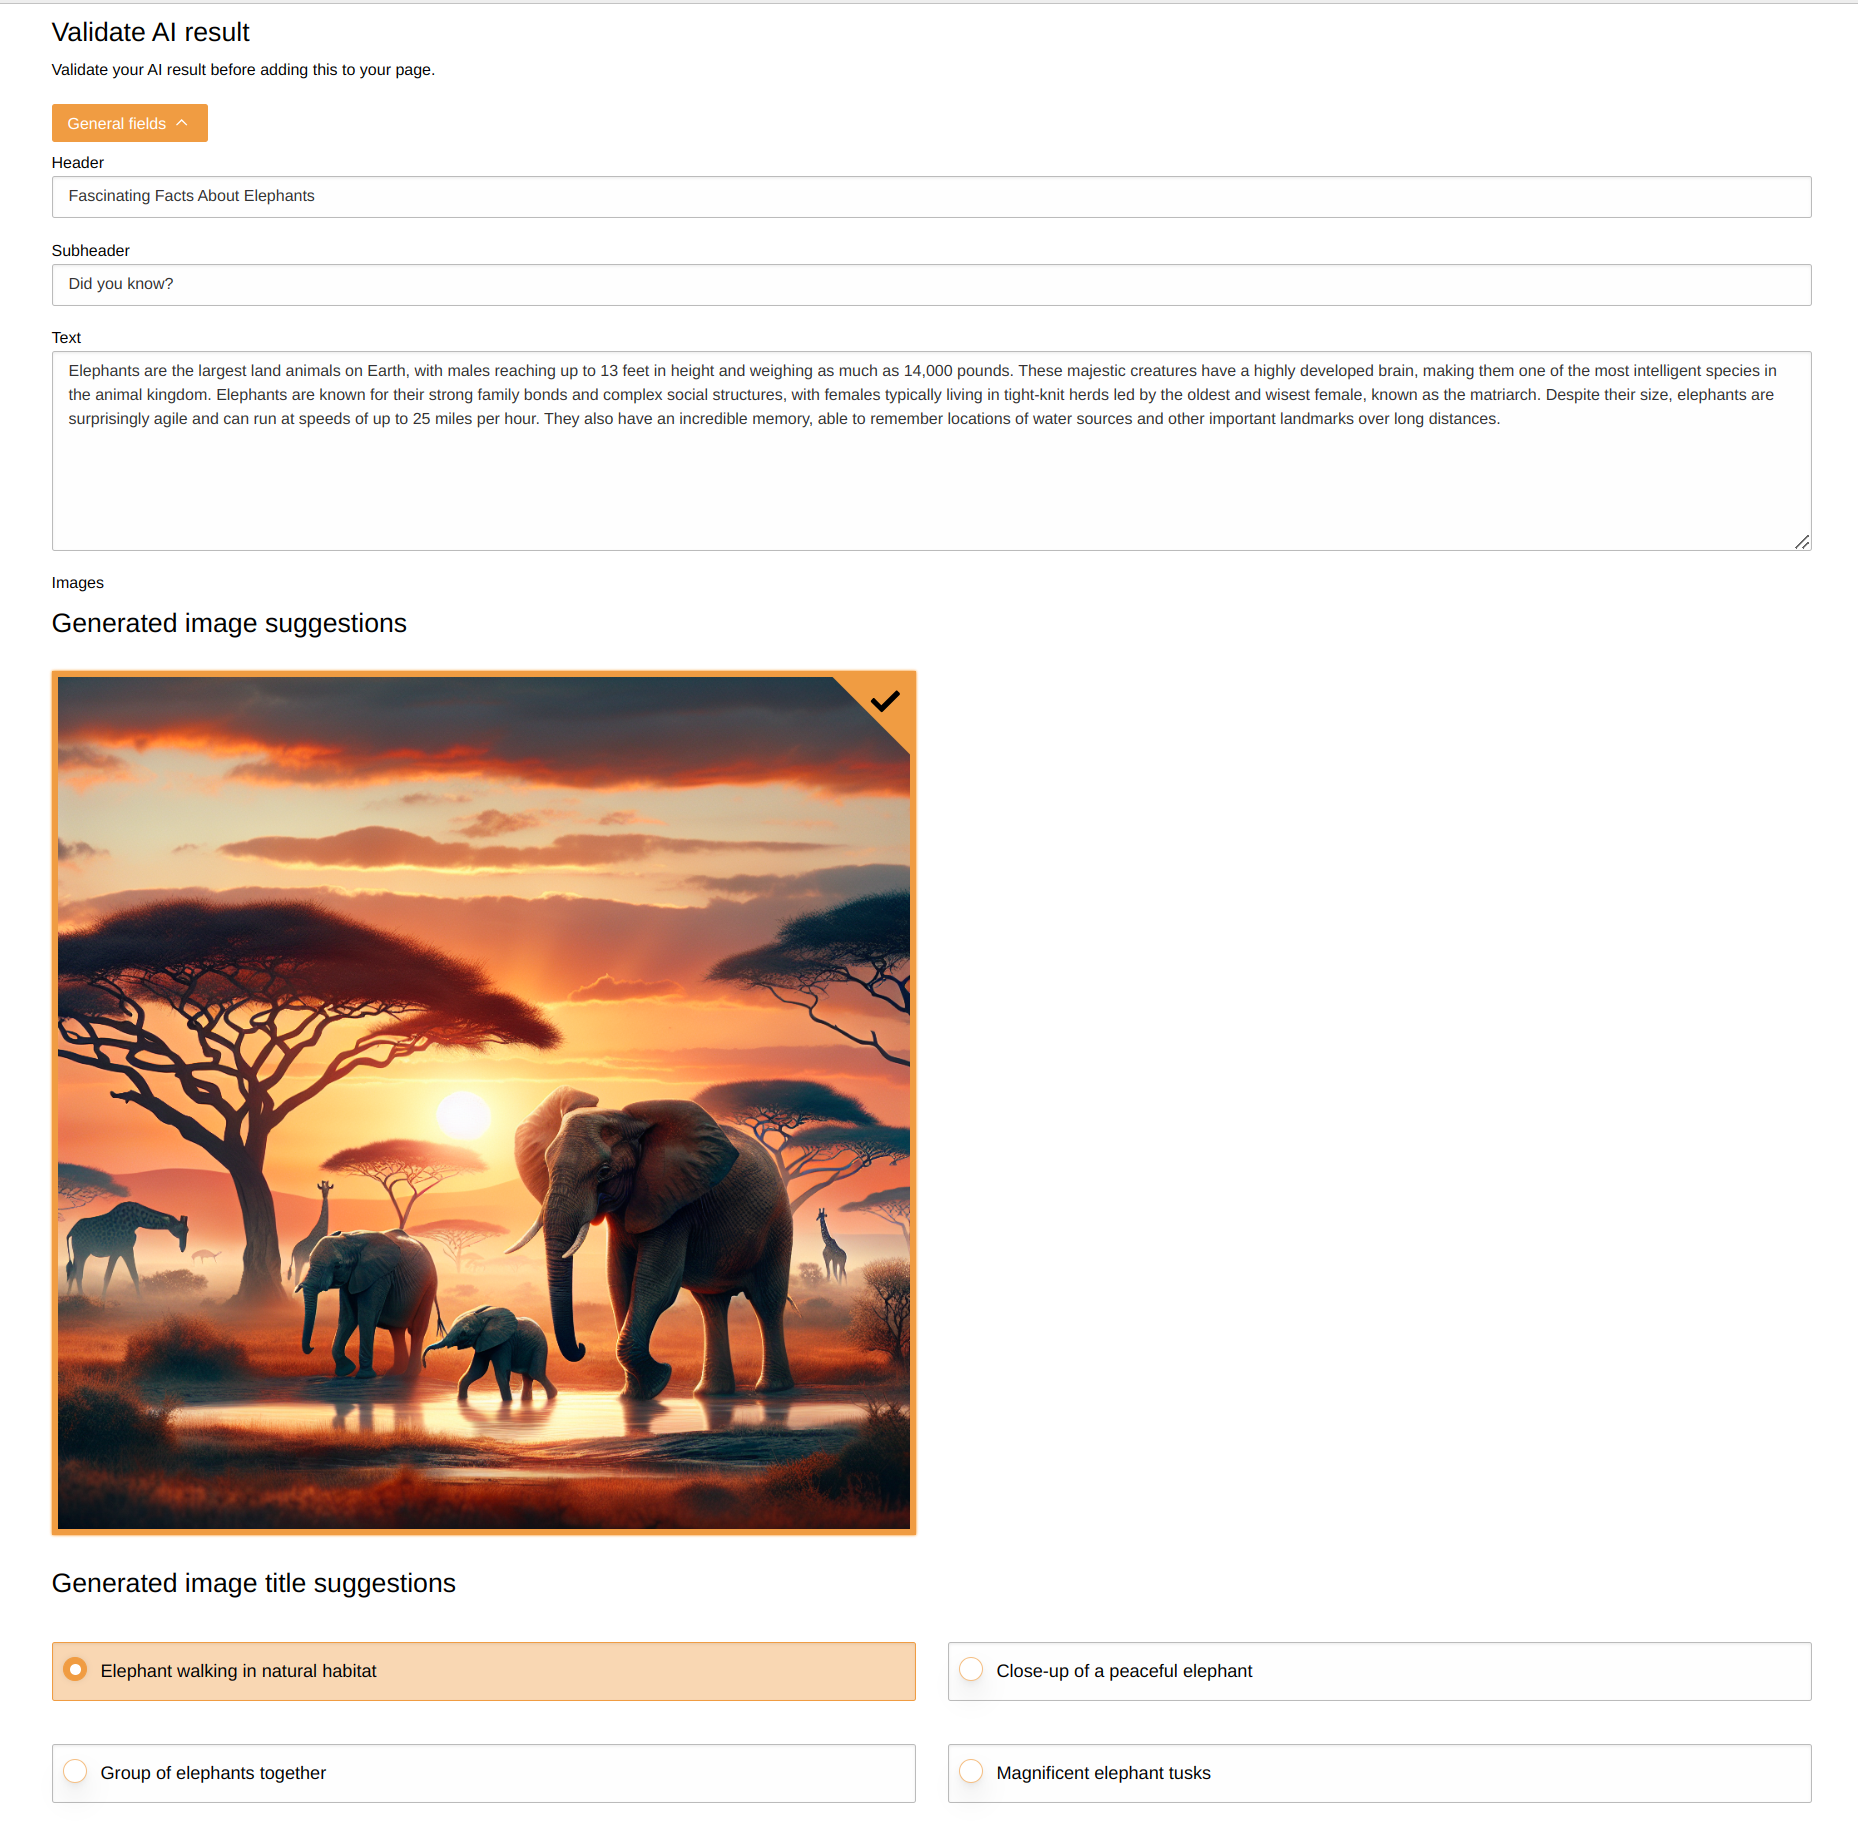 Validate AI result
Validate your AI result before adding this to your page.
General fields
Header
Fascinating Facts About Elephants
Subheader
Did you know?
Text
Elephants are the largest land animals on Earth, with males reaching up to 13 feet in height and weighing as much as 14,000 pounds. These majestic creatures have a highly developed brain, making them one of the most intelligent species in
the animal kingdom. Elephants are known for their strong family bonds and complex social structures, with females typically living in tight-knit herds led by the oldest and wisest female, known as the matriarch. Despite their size, elephants are
surprisingly agile and can run at speeds of up to 25 miles per hour. They also have an incredible memory, able to remember locations of water sources and other important landmarks over long distances.
Images
Generated image suggestions
Generated image title suggestions
Elephant walking in natural habitat
Close-up of a peaceful elephant
Group of elephants together
Magnificent elephant tusks